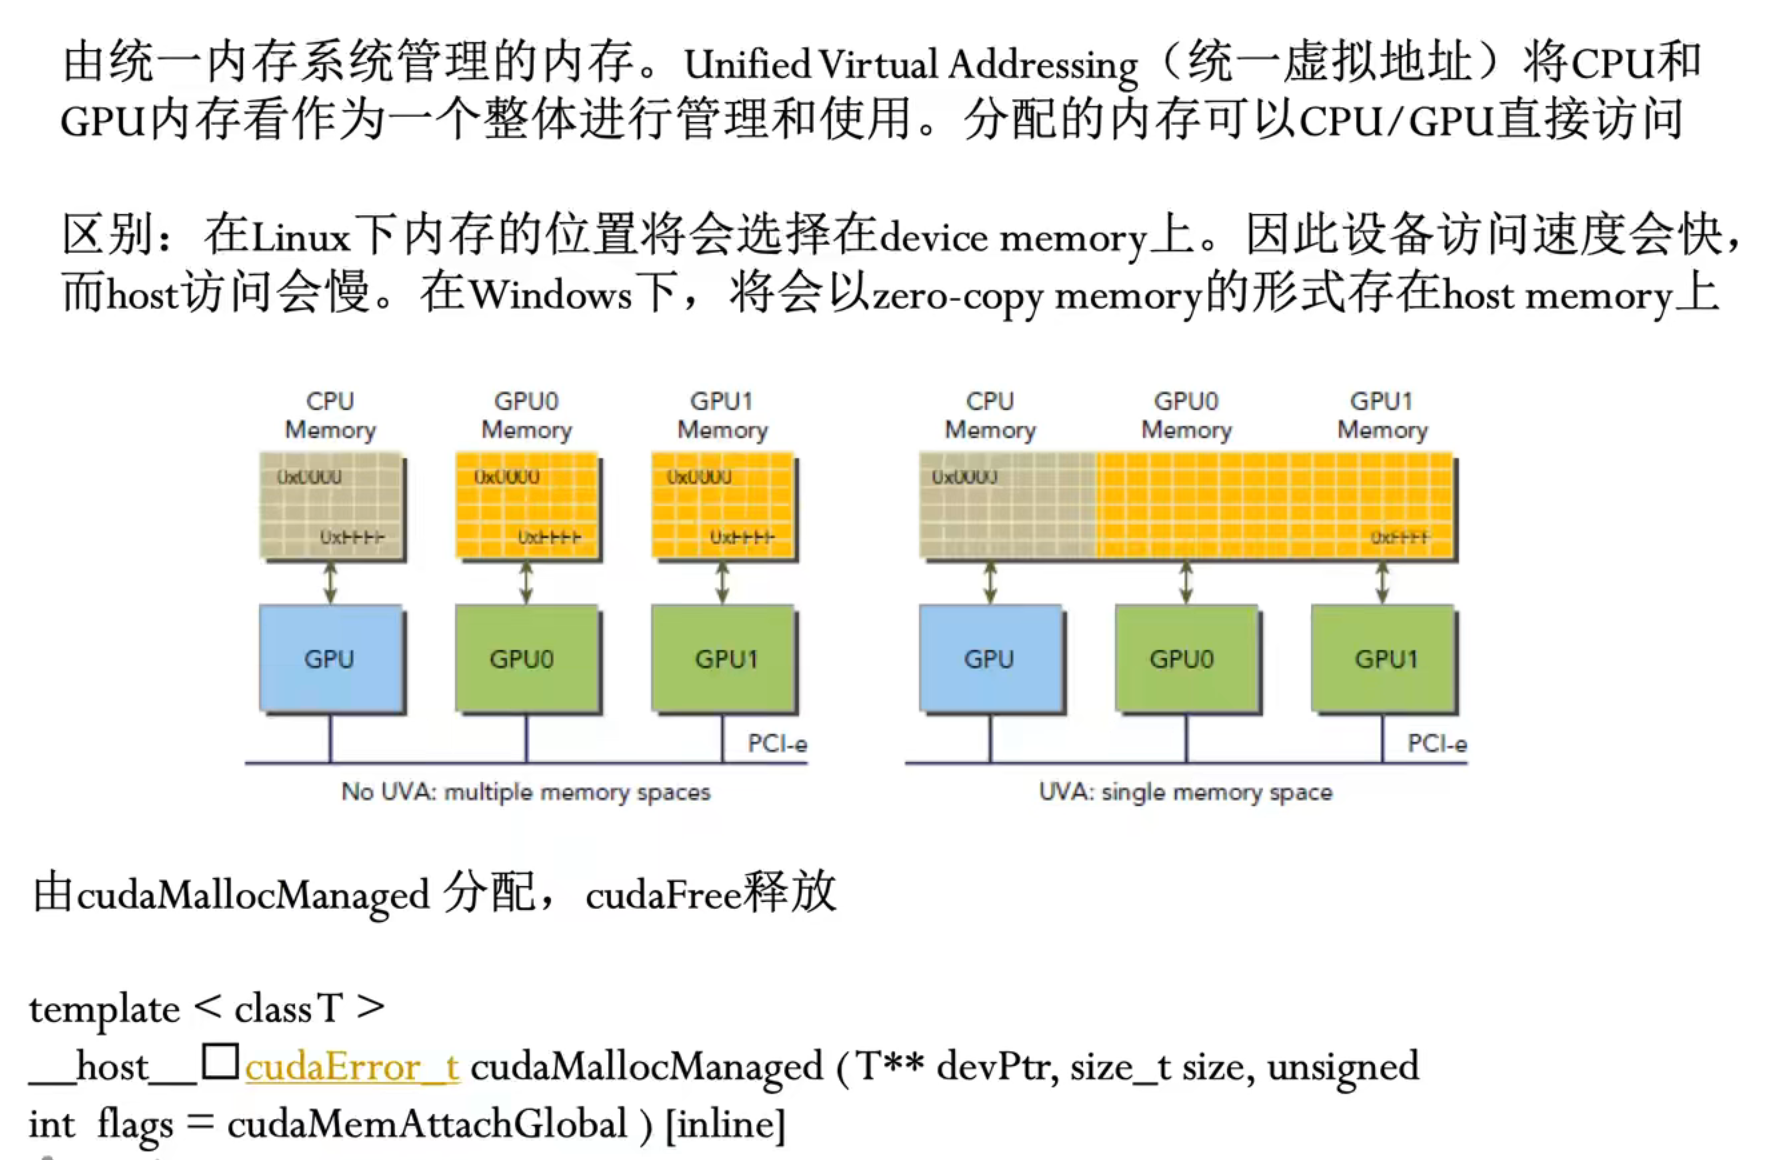 由统一内存系统管理的内存。Unified Virtual Addressing（统一虚拟地址）将CPU和
GPU内存看作为一个整体进行管理和使用。分配的内存可以CPU/GPU直接访问
区别：在Linux下内存的位置将会选择在device memory上。因此设备访问速度会快，
而host访问会慢。在Windows下，将会以zero-copy memory的形式存在host memory上
CPU
Memory
GPU0
Memory
GPU1
Memory
0x0000
0xFFFF
0x0000
0xFFFF
0x0000
0xFFFF
GPU
GPU0
GPU1
PCI-e
No UVA: multiple memory spaces
CPU
Memory
GPU0
Memory
GPU1
Memory
0x0000
0xFFFF
GPU
GPU0
GPU1
PCI-e
UVA: single memory space
由cudaMallocManaged 分配，cudaFree释放
template < class T >
__host__□cudaError_t cudaMallocManaged ( T** devPtr, size_t size, unsigned
int flags = cudaMemAttachGlobal ) [inline]